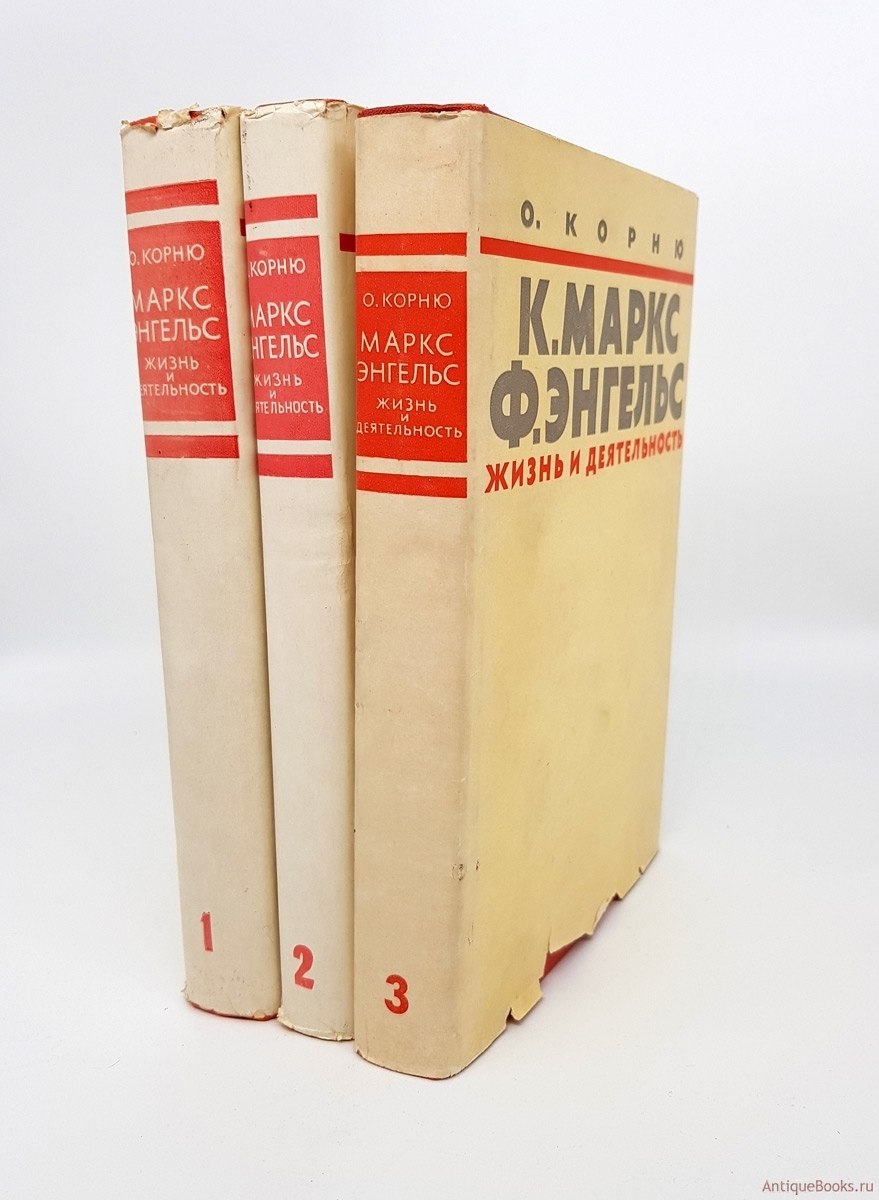 О. КОРНЮ
МАРКС
ЭНГЕЛЬС
ЖИЗНЬ
И
ДЕЯТЕЛЬНОСТЬ
1
КОРНЮ
МАРКС
ЭНГЕЛЬС
ЖИЗНЬ
И
ДЕЯТЕЛЬНОСТЬ
2
О. КОРНЮ
МАРКС
ЭНГЕЛЬС
ЖИЗНЬ
И
ДЕЯТЕЛЬНОСТЬ
3
О. КОРНЮ
К. МАРКС
Ф. ЭНГЕЛЬС
ЖИЗНЬ И ДЕЯТЕЛЬНОСТЬ
AntiqueBooks.ru